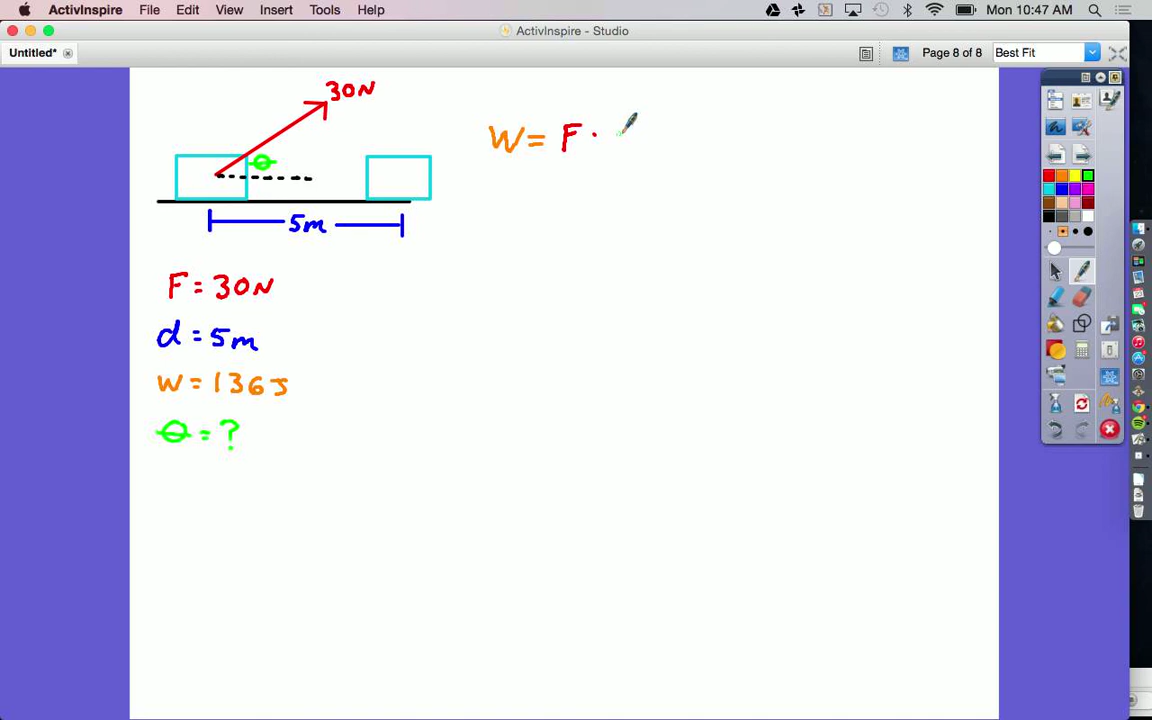 ActivInspire File Edit View Insert Tools Help Mon 10:47 AM
ActivInspire - Studio
Untitled* Page 8 of 8 Best Fit
30N
θ
5m
W = F ·
F = 30N
d = 5m
W = 136J
θ = ?